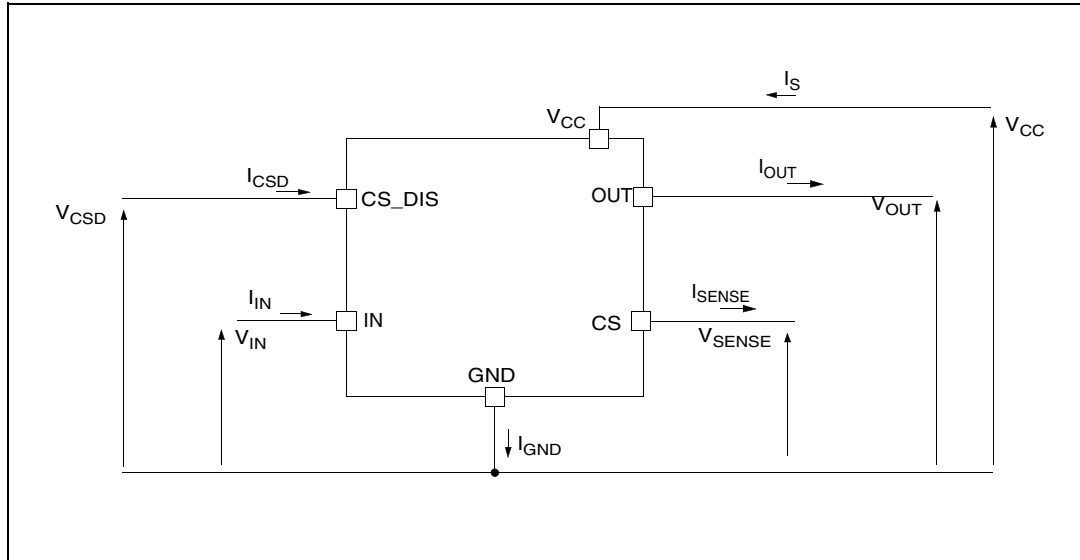 I_S
V_CC
V_CC
I_CSD
I_OUT
CS_DIS
OUT
V_CSD
V_OUT
I_IN
I_SENSE
IN
CS
V_IN
V_SENSE
GND
I_GND